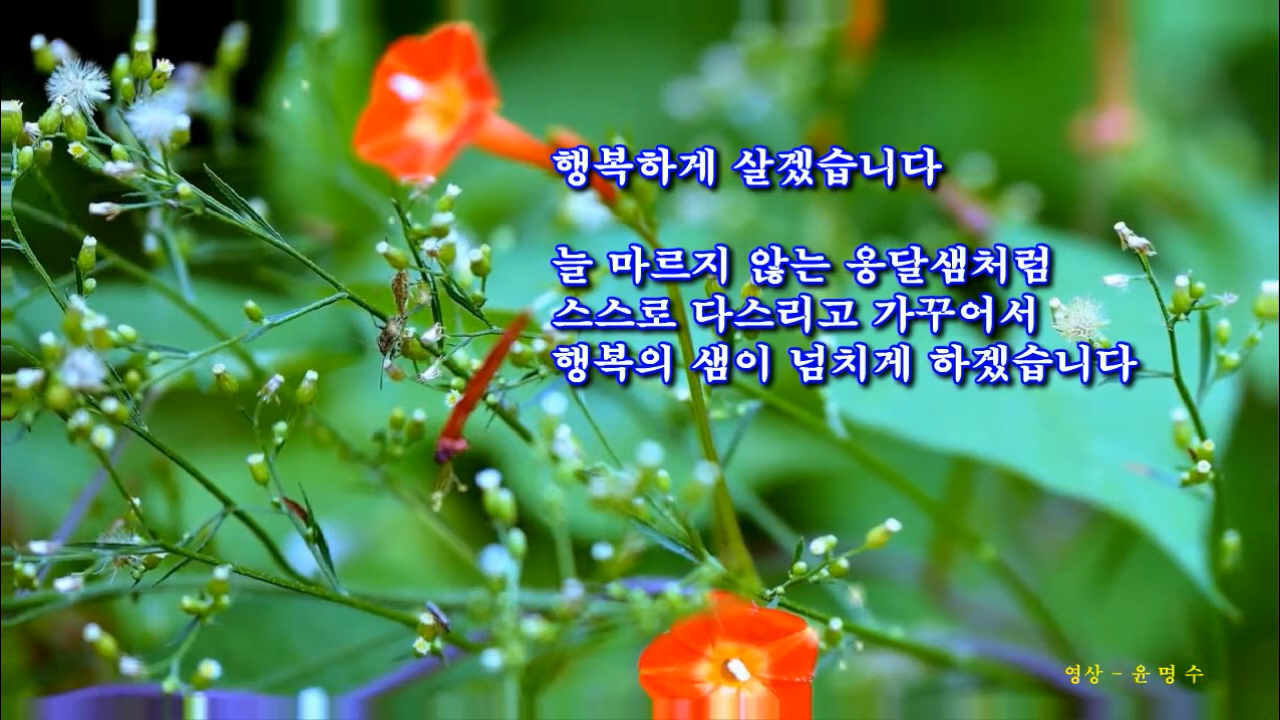 행복하게 살겠습니다
늘 마르지 않는 옹달샘처럼
스스로 다스리고 가꾸어서
행복의 샘이 넘치게 하겠습니다
영상 - 윤 명 수